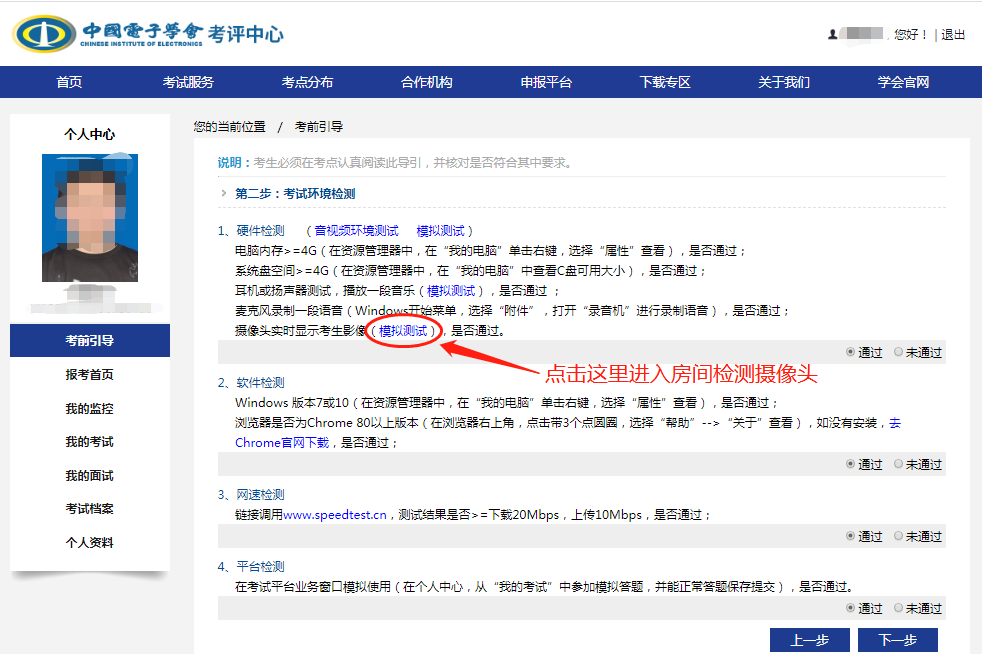 中國電子學會 考评中心
CHINESE INSTITUTE OF ELECTRONICS
，您好！ | 退出
首页 考试服务 考点分布 合作机构 申报平台 下载专区 关于我们 学会官网
个人中心
考前引导
报考首页
我的监控
我的考试
我的面试
考试档案
个人资料
您的当前位置 / 考前引导
说明：考生必须在考点认真阅读此导引，并核对是否符合其中要求。
第二步：考试环境检测
1、硬件检测 （音视频环境测试 模拟测试）
电脑内存>=4G（在资源管理器中，在“我的电脑”单击右键，选择“属性”查看），是否通过；
系统盘空间>=4G（在资源管理器中，在“我的电脑”中查看C盘可用大小），是否通过；
耳机或扬声器测试，播放一段音乐（模拟测试），是否通过 ；
麦克风录制一段语音（Windows开始菜单，选择“附件”，打开“录音机”进行录制语音），是否通过；
摄像头实时显示考生影像（模拟测试），是否通过。
通过 未通过
点击这里进入房间检测摄像头
2、软件检测
Windows 版本7或10（在资源管理器中，在“我的电脑”单击右键，选择“属性”查看），是否通过；
浏览器是否为Chrome 80以上版本（在浏览器右上角，点击带3个点圆圈，选择“帮助”-->“关于”查看），如没有安装，去
Chrome官网下载，是否通过；
通过 未通过
3、网速检测
链接调用www.speedtest.cn，测试结果是否>=下载20Mbps，上传10Mbps，是否通过；
通过 未通过
4、平台检测
在考试平台业务窗口模拟使用（在个人中心，从“我的考试”中参加模拟答题，并能正常答题保存提交），是否通过。
通过 未通过
上一步 下一步